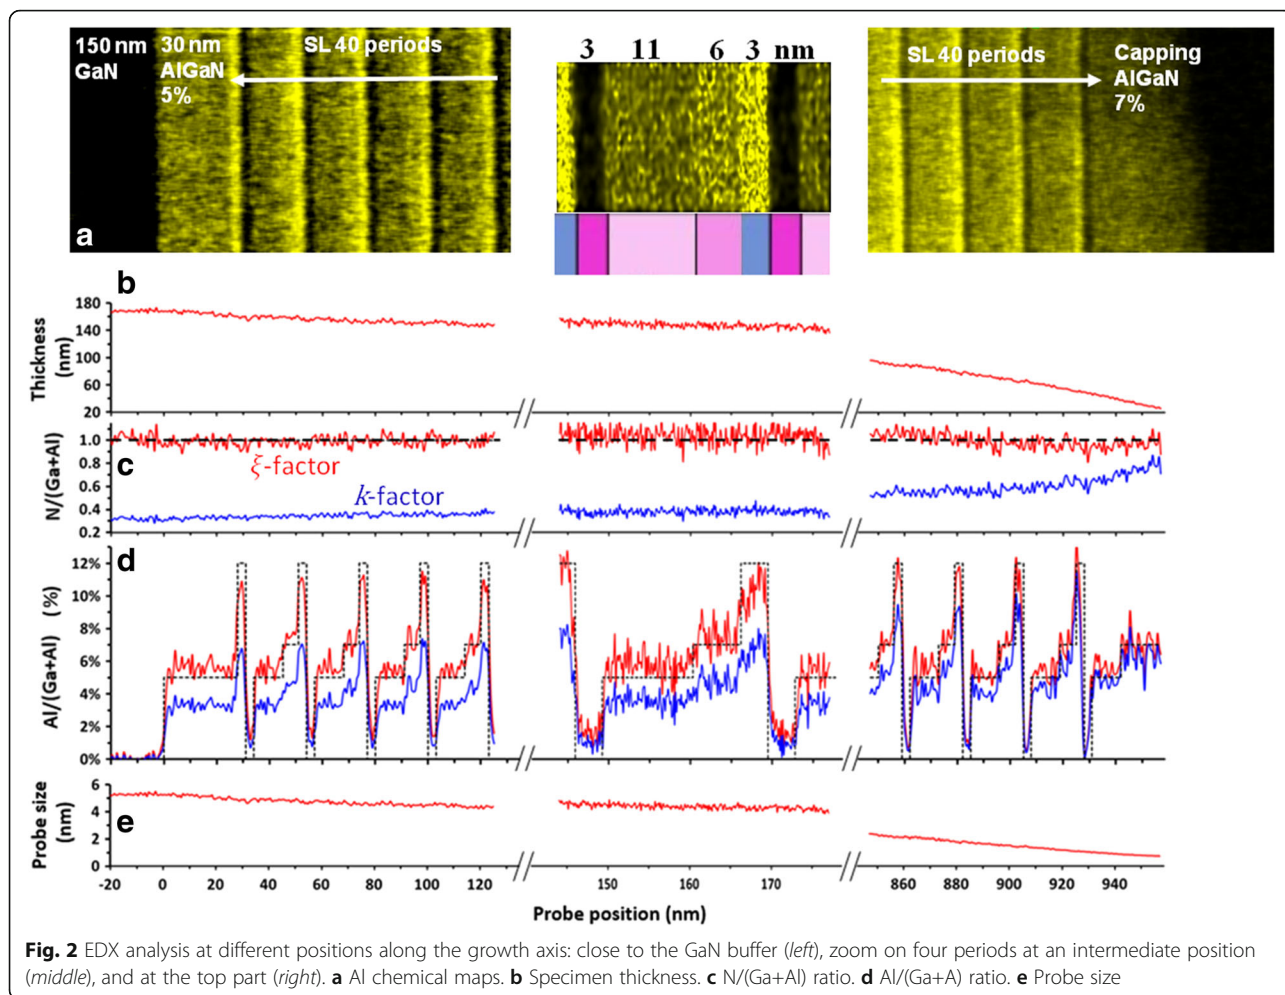 150 nm
GaN
30 nm
AlGaN
5%
SL 40 periods
a
3 11 6 3 nm
SL 40 periods
Capping
AlGaN
7%
b
Thickness
(nm)
180
140
100
60
20
c
N/(Ga+Al)
1.0
0.8
0.6
0.4
0.2
ξ-factor
k-factor
d
Al/(Ga+Al) (%)
12%
10%
8%
6%
4%
2%
0%
e
Probe size
(nm)
6
4
2
0
-20 0 20 40 60 80 100 120 150 160 170 860 880 900 920 940
Probe position (nm)
Fig. 2 EDX analysis at different positions along the growth axis: close to the GaN buffer (left), zoom on four periods at an intermediate position
(middle), and at the top part (right). a Al chemical maps. b Specimen thickness. c N/(Ga+Al) ratio. d Al/(Ga+A) ratio. e Probe size